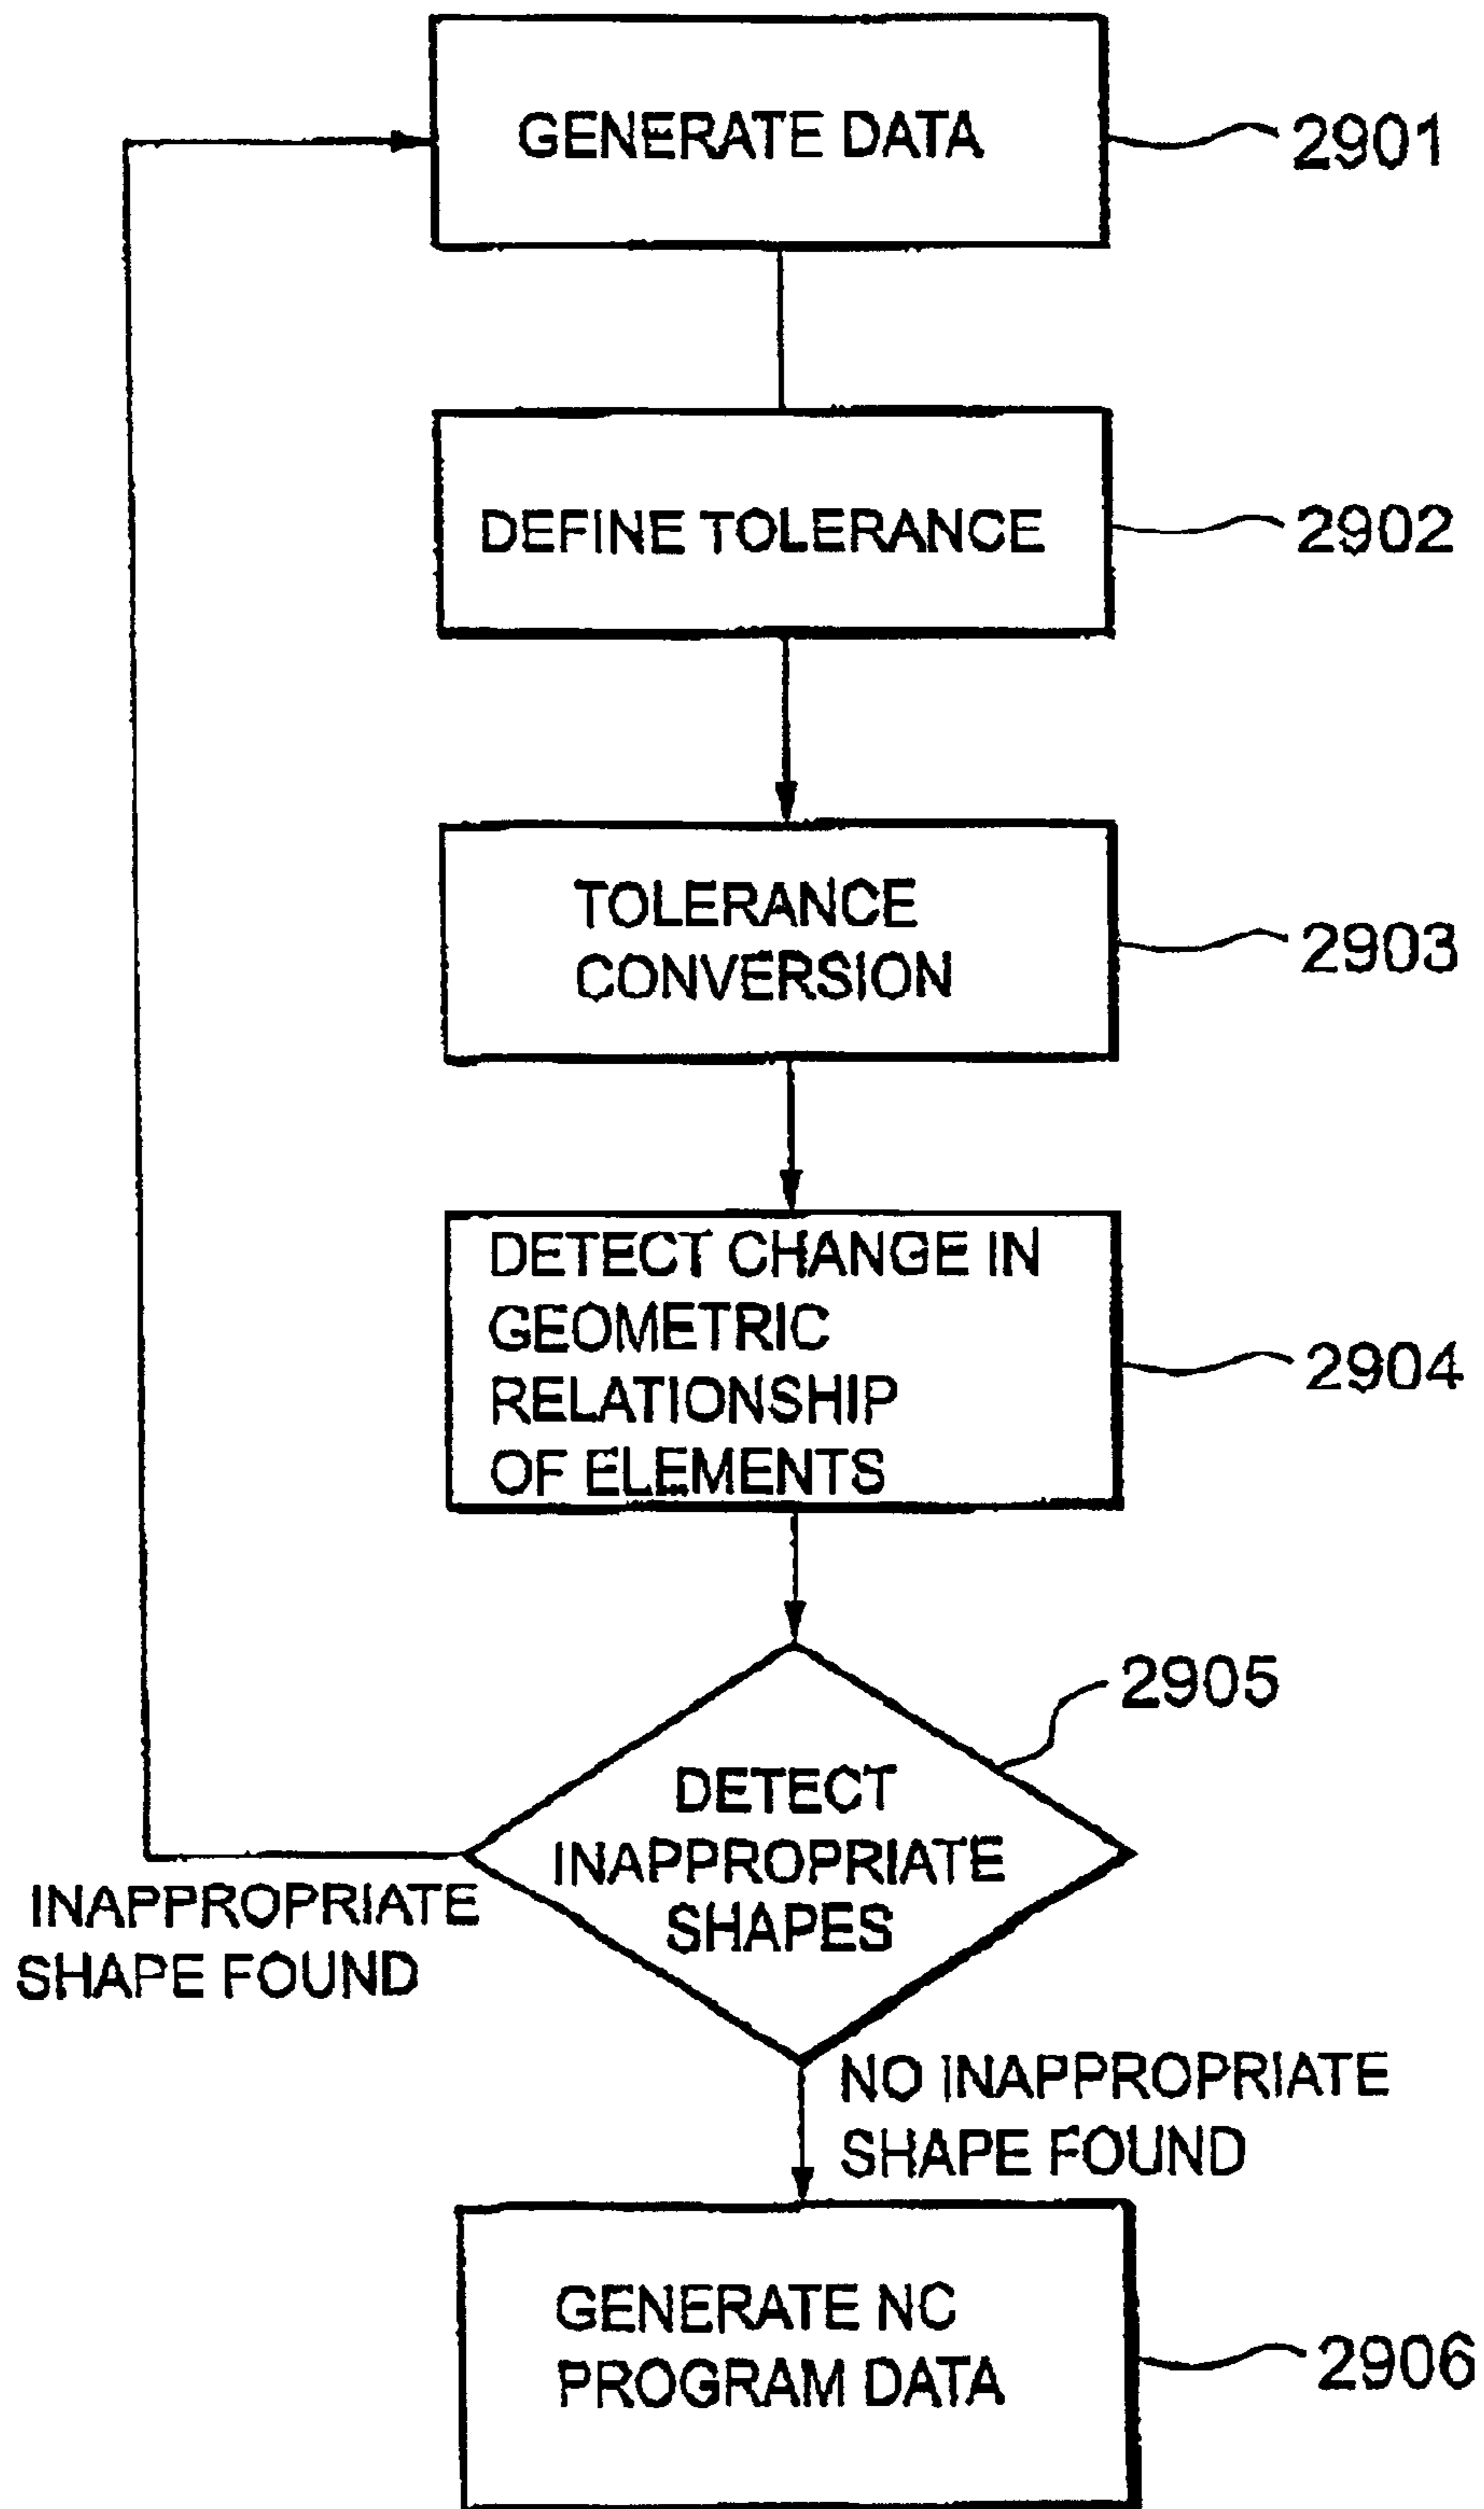 GENERATE DATA
2901
DEFINE TOLERANCE
2902
TOLERANCE
CONVERSION
2903
DETECT CHANGE IN
GEOMETRIC
RELATIONSHIP
OF ELEMENTS
2904
2905
DETECT
INAPPROPRIATE
SHAPES
INAPPROPRIATE
SHAPE FOUND
NO INAPPROPRIATE
SHAPE FOUND
GENERATE NC
PROGRAM DATA
2906